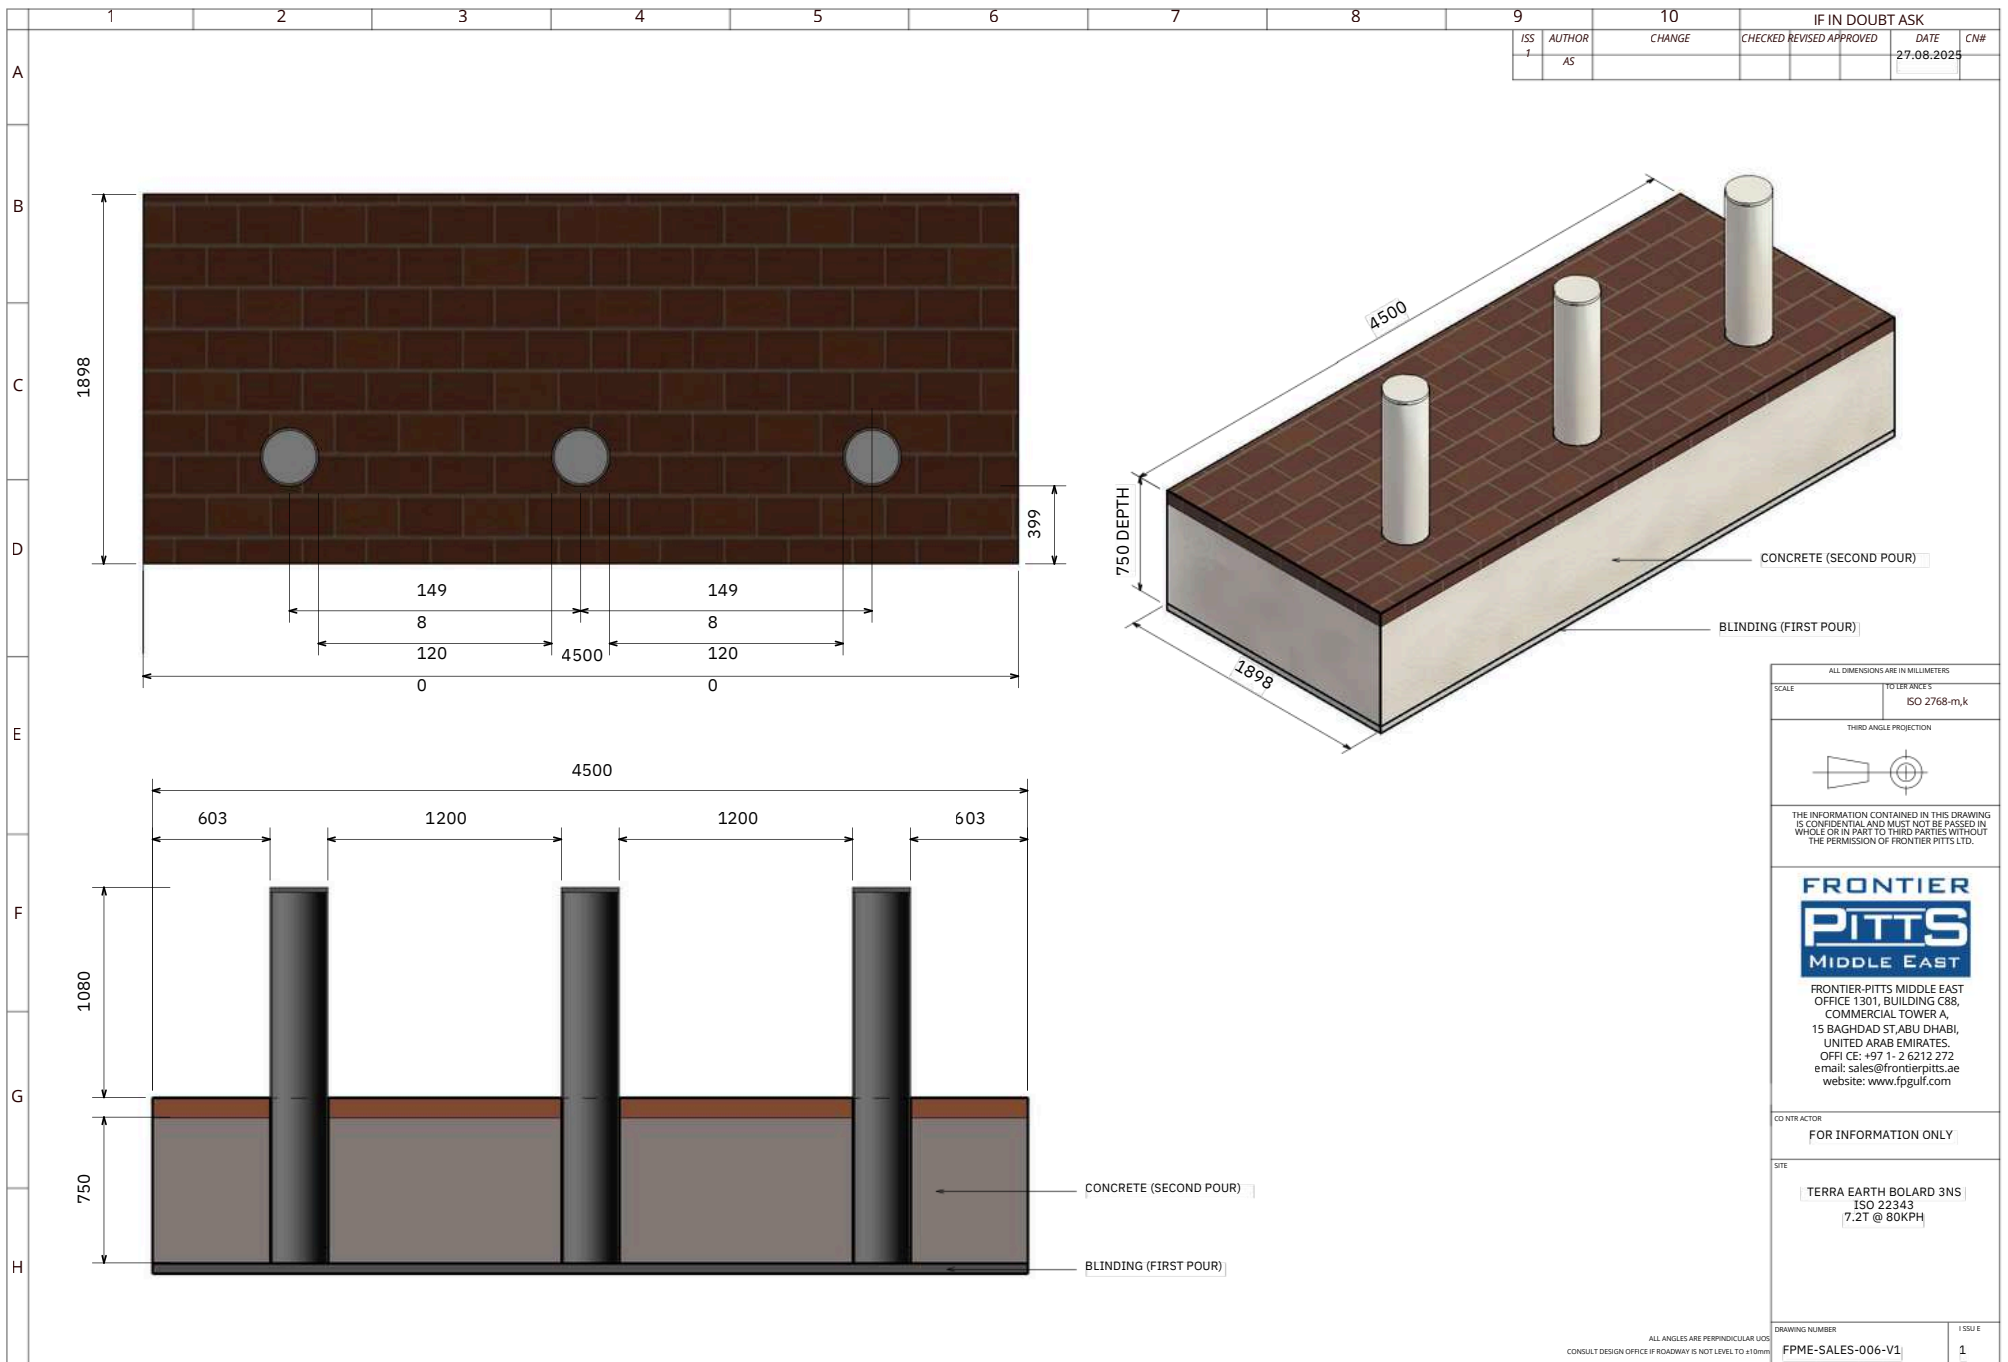 1 2 3 4 5 6 7 8 9 10 IF IN DOUBT ASK
ISS AUTHOR CHANGE CHECKED REVISED APPROVED DATE CN#
1 AS 27.08.2025
A
B
C
D
E
F
G
H
1898
399
149
8
149
8
120
0
4500
120
0
4500
750 DEPTH
1898
CONCRETE (SECOND POUR)
BLINDING (FIRST POUR)
4500
603 1200 1200 603
1080
750
CONCRETE (SECOND POUR)
BLINDING (FIRST POUR)
ALL DIMENSIONS ARE IN MILLIMETERS
SCALE
TO LER ANCE S
ISO 2768-m,k
THIRD ANGLE PROJECTION
THE INFORMATION CONTAINED IN THIS DRAWING
IS CONFIDENTIAL AND MUST NOT BE PASSED IN
WHOLE OR IN PART TO THIRD PARTIES WITHOUT
THE PERMISSION OF FRONTIER PITTS LTD.
FRONTIER
PITTS
MIDDLE EAST
FRONTIER-PITTS MIDDLE EAST
OFFICE 1301, BUILDING C88,
COMMERCIAL TOWER A,
15 BAGHDAD ST,ABU DHABI,
UNITED ARAB EMIRATES.
OFFI CE: +97 1- 2 6212 272
email: sales@frontierpitts.ae
website: www.fpgulf.com
CO NTR ACTOR
FOR INFORMATION ONLY
SITE
TERRA EARTH BOLARD 3NS
ISO 22343
7.2T @ 80KPH
ALL ANGLES ARE PERPINDICULAR UOS
CONSULT DESIGN OFFICE IF ROADWAY IS NOT LEVEL TO ±10mm
DRAWING NUMBER
FPME-SALES-006-V1
I SSU E
1